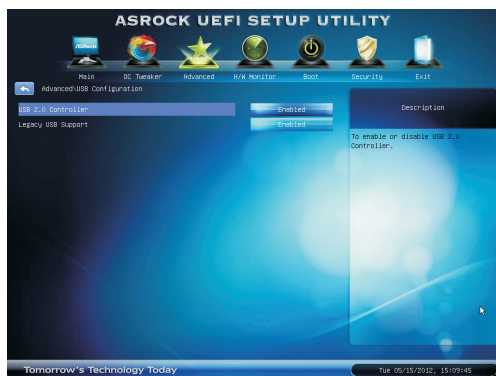 ASROCK UEFI SETUP UTILITY
ASRock
Main OC Tweaker Advanced H/W Monitor Boot Security Exit
Advanced\USB Configuration
USB 2.0 Controller Enabled
Legacy USB Support Enabled
Description
To enable or disable USB 2.0
Controller.
Tomorrow's Technology Today
Tue 05/15/2012, 15:09:45